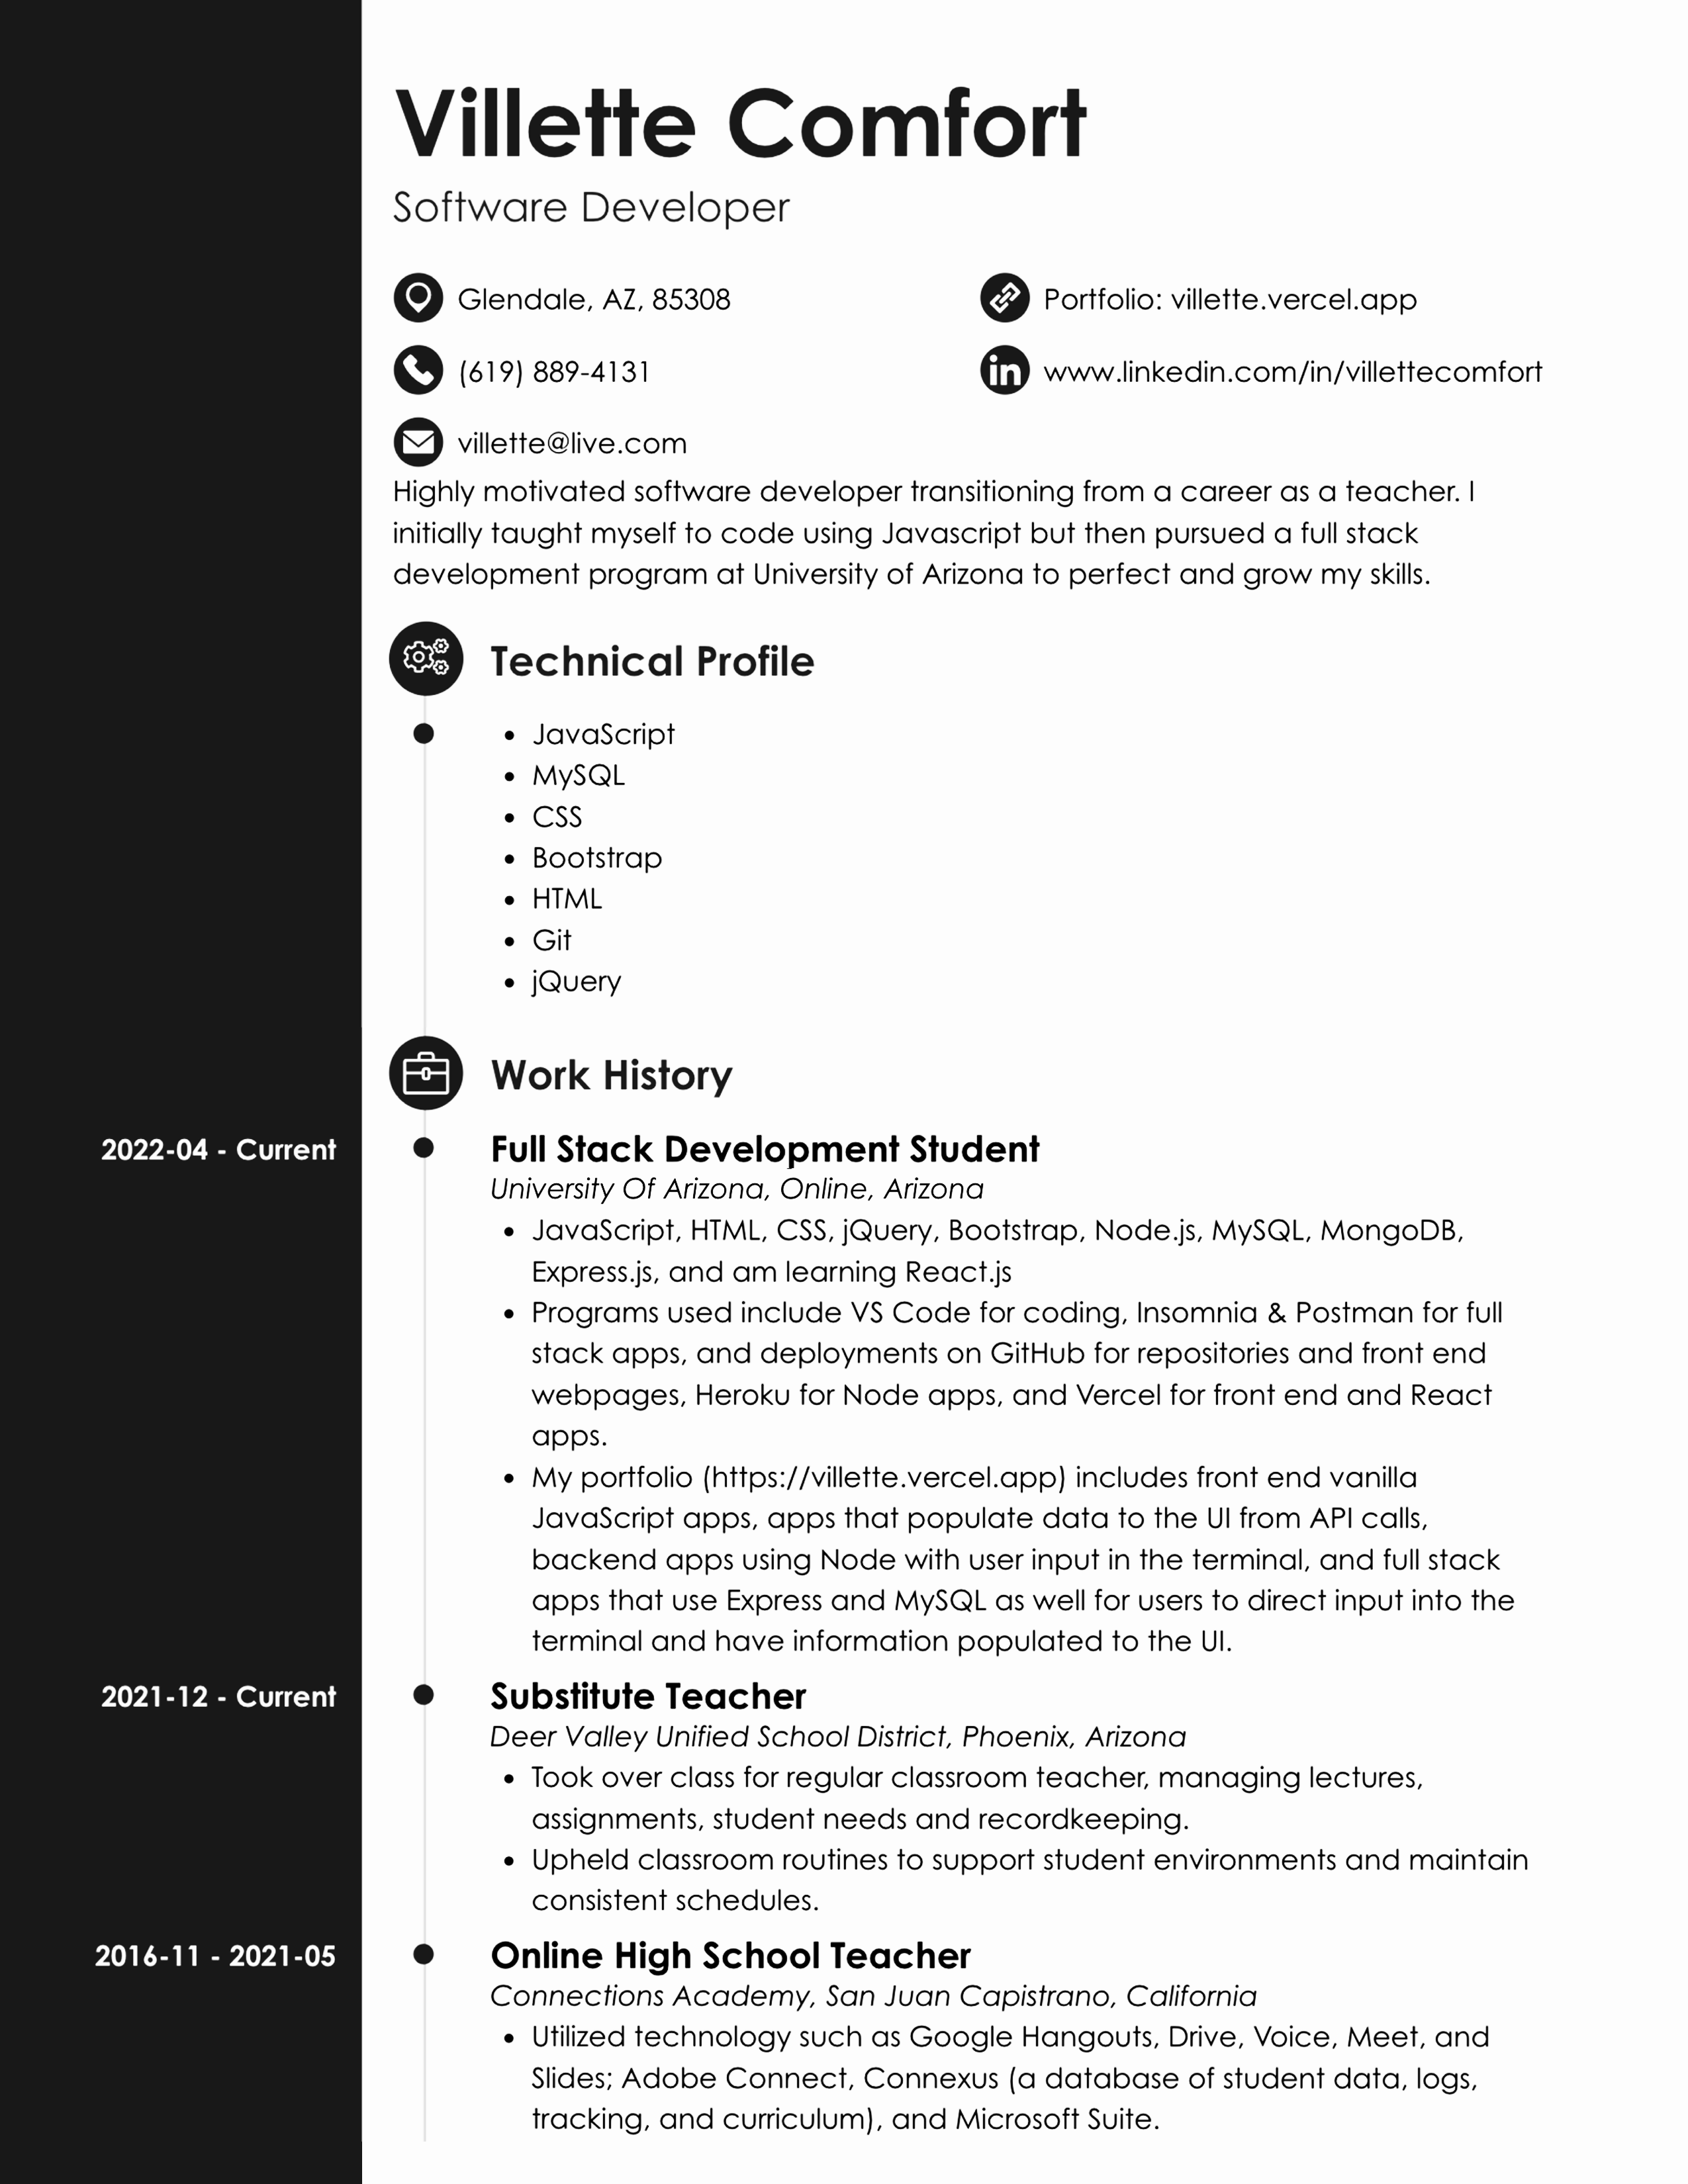 Villette Comfort
Software Developer
Glendale, AZ, 85308
Portfolio: villette.vercel.app
(619) 889-4131
www.linkedin.com/in/villettecomfort
villette@live.com
Highly motivated software developer transitioning from a career as a teacher. I
initially taught myself to code using Javascript but then pursued a full stack
development program at University of Arizona to perfect and grow my skills.
Technical Profile
• JavaScript
• MySQL
• CSS
• Bootstrap
• HTML
• Git
• jQuery
Work History
2022-04 - Current
Full Stack Development Student
University Of Arizona, Online, Arizona
• JavaScript, HTML, CSS, jQuery, Bootstrap, Node.js, MySQL, MongoDB,
Express.js, and am learning React.js
• Programs used include VS Code for coding, Insomnia & Postman for full
stack apps, and deployments on GitHub for repositories and front end
webpages, Heroku for Node apps, and Vercel for front end and React
apps.
• My portfolio (https://villette.vercel.app) includes front end vanilla
JavaScript apps, apps that populate data to the UI from API calls,
backend apps using Node with user input in the terminal, and full stack
apps that use Express and MySQL as well for users to direct input into the
terminal and have information populated to the UI.
2021-12 - Current
Substitute Teacher
Deer Valley Unified School District, Phoenix, Arizona
• Took over class for regular classroom teacher, managing lectures,
assignments, student needs and recordkeeping.
• Upheld classroom routines to support student environments and maintain
consistent schedules.
2016-11 - 2021-05
Online High School Teacher
Connections Academy, San Juan Capistrano, California
• Utilized technology such as Google Hangouts, Drive, Voice, Meet, and
Slides; Adobe Connect, Connexus (a database of student data, logs,
tracking, and curriculum), and Microsoft Suite.